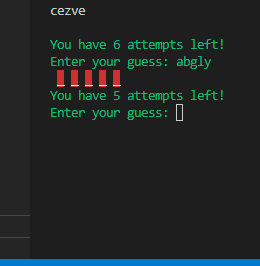 cezve
You have 6 attempts left!
Enter your guess: abgly
_ _ _ _ _
You have 5 attempts left!
Enter your guess: